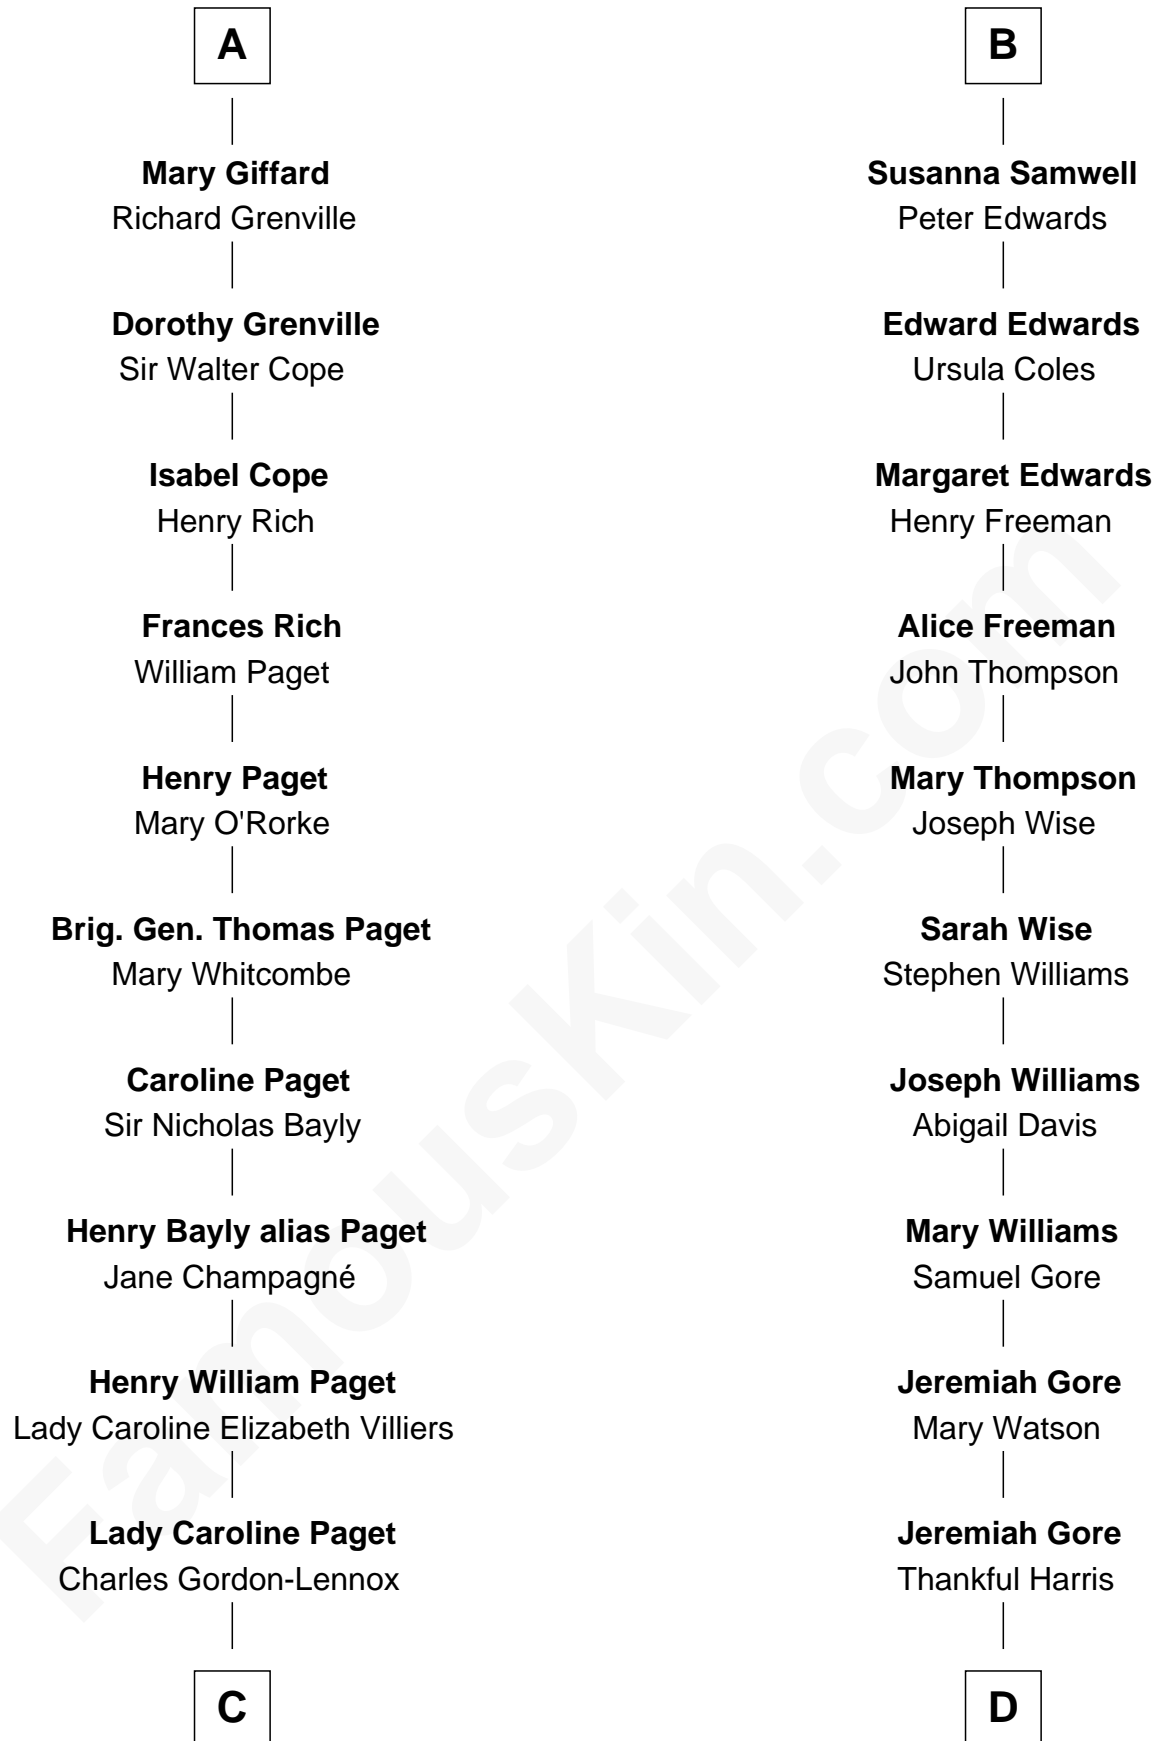 A
Mary Giffard
Richard Grenville
Dorothy Grenville
Sir Walter Cope
Isabel Cope
Henry Rich
Frances Rich
William Paget
Henry Paget
Mary O'Rorke
Brig. Gen. Thomas Paget
Mary Whitcombe
Caroline Paget
Sir Nicholas Bayly
Henry Bayly alias Paget
Jane Champagné
Henry William Paget
Lady Caroline Elizabeth Villiers
Lady Caroline Paget
Charles Gordon-Lennox
C
B
Susanna Samwell
Peter Edwards
Edward Edwards
Ursula Coles
Margaret Edwards
Henry Freeman
Alice Freeman
John Thompson
Mary Thompson
Joseph Wise
Sarah Wise
Stephen Williams
Joseph Williams
Abigail Davis
Mary Williams
Samuel Gore
Jeremiah Gore
Mary Watson
Jeremiah Gore
Thankful Harris
D
FamousKin.com